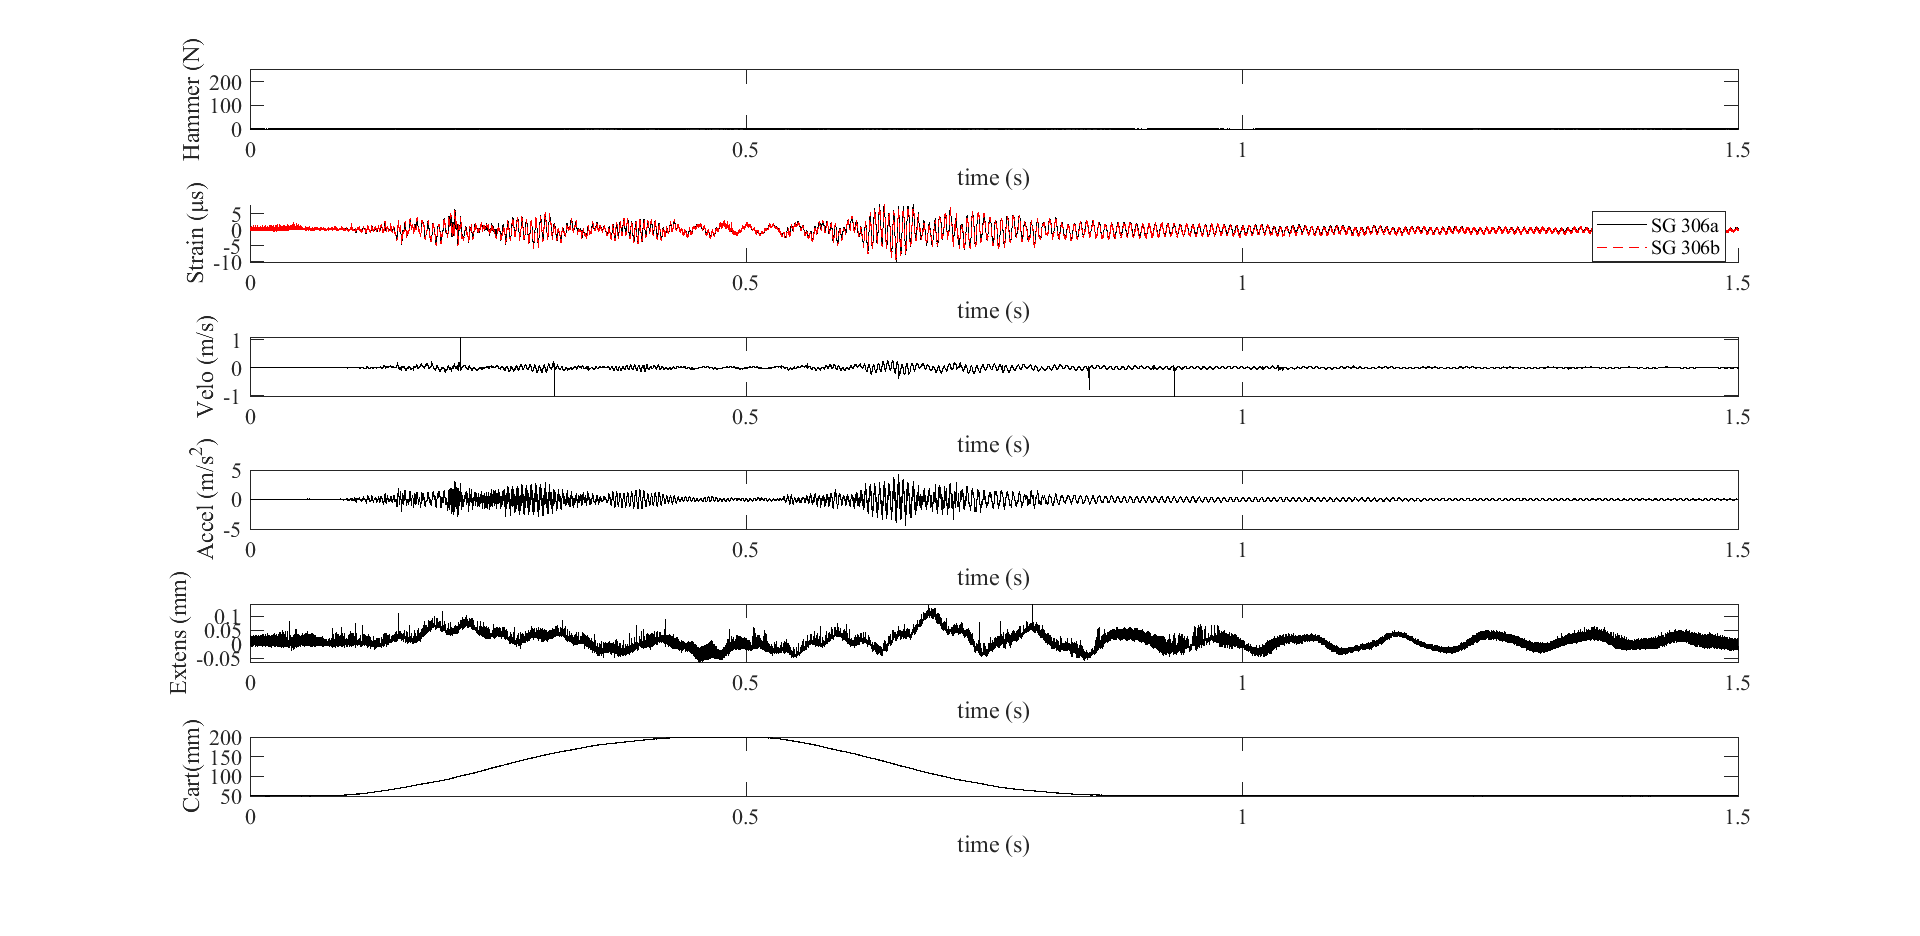 Hammer (N)
200
100
0
0 0.5 1 1.5
time (s)
Strain (μs)
5
0
-5
-10
SG 306a
SG 306b
0 0.5 1 1.5
time (s)
Velo (m/s)
1
0
-1
0 0.5 1 1.5
time (s)
Accel (m/s²)
5
0
-5
0 0.5 1 1.5
time (s)
Extens (mm)
0.1
0.05
0
-0.05
0 0.5 1 1.5
time (s)
Cart(mm)
200
150
100
50
0 0.5 1 1.5
time (s)